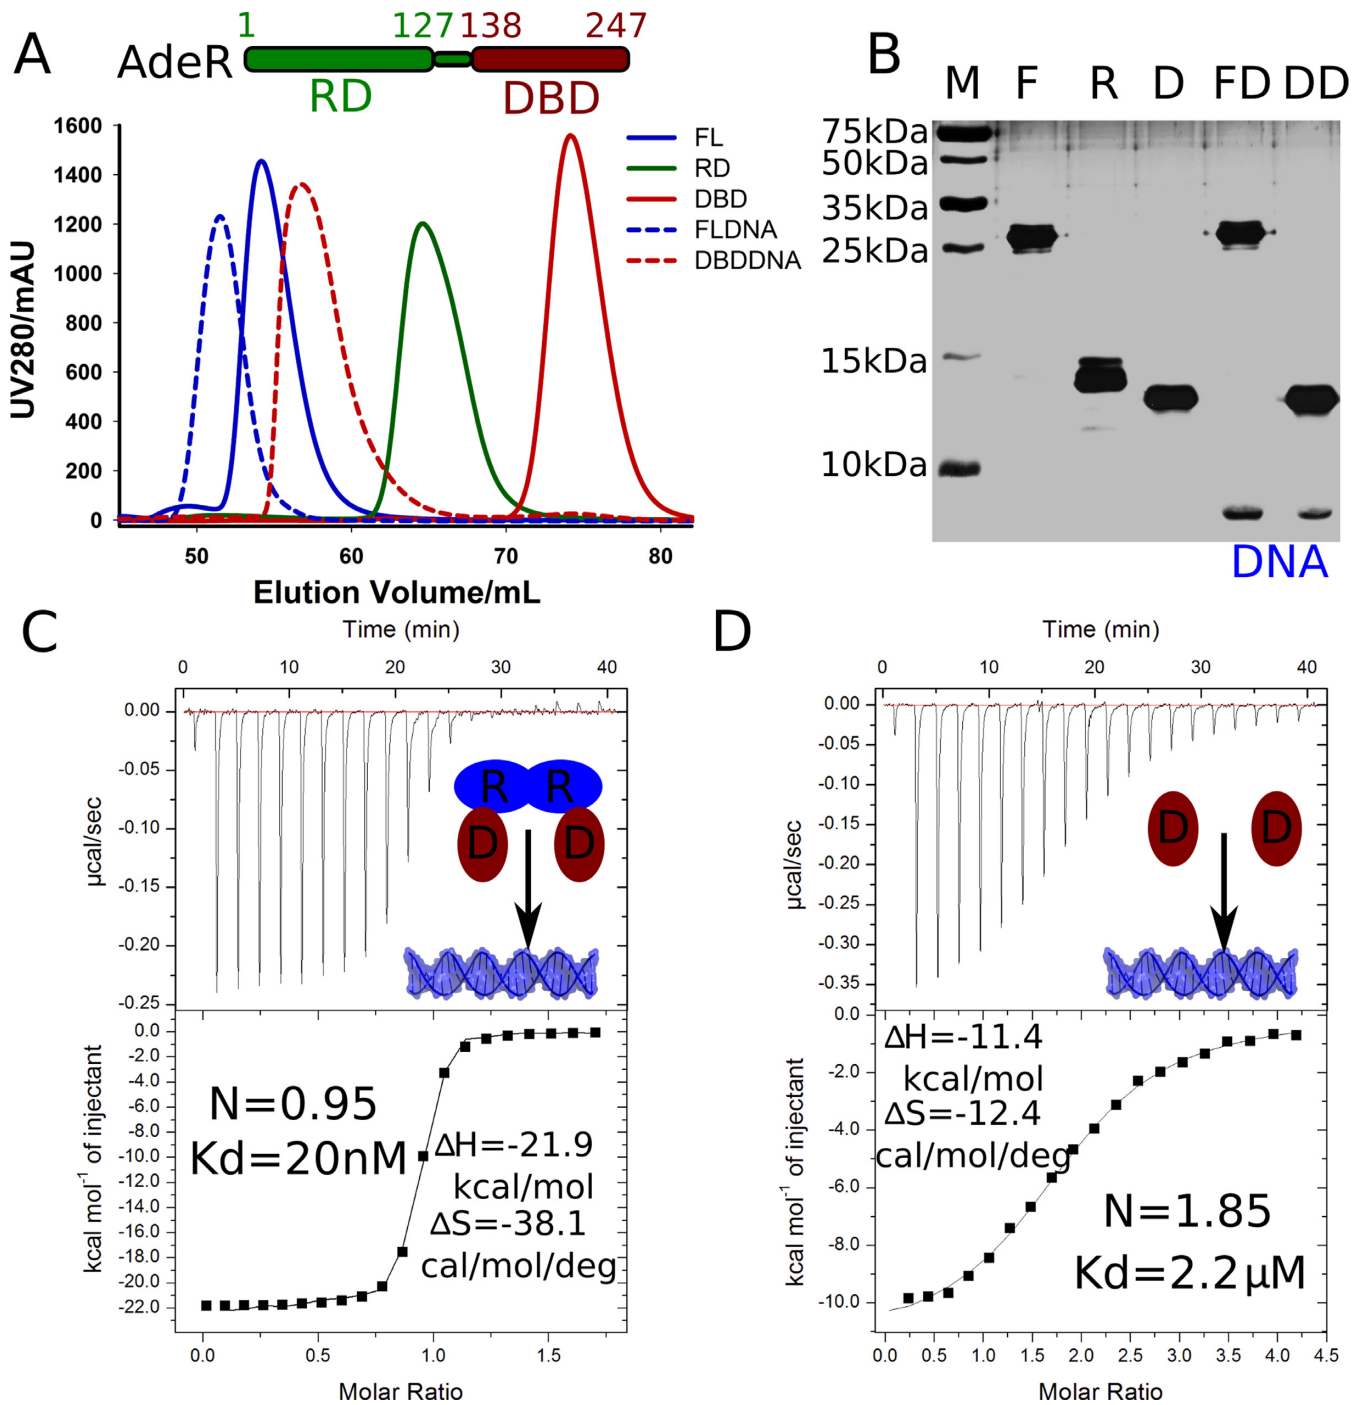 A
AdeR
1
127
138
247
RD
DBD
1600
1400
1200
1000
800
600
400
200
0
UV280/mAU
50
60
70
80
Elution Volume/mL
FL
RD
DBD
FLDNA
DBDDNA
B
M F R D FD DD
75kDa
50kDa
35kDa
25kDa
15kDa
10kDa
DNA
C
Time (min)
0 10 20 30 40
0.00
-0.05
-0.10
-0.15
-0.20
-0.25
µcal/sec
R R
D D
0.0
-2.0
-4.0
-6.0
-8.0
-10.0
-12.0
-14.0
-16.0
-18.0
-20.0
-22.0
kcal mol⁻¹ of injectant
N=0.95
Kd=20nM
ΔH=-21.9
kcal/mol
ΔS=-38.1
cal/mol/deg
0.0 0.5 1.0 1.5
Molar Ratio
D
Time (min)
0 10 20 30 40
0.00
-0.05
-0.10
-0.15
-0.20
-0.25
-0.30
-0.35
µcal/sec
D D
0.0
-2.0
-4.0
-6.0
-8.0
-10.0
kcal mol⁻¹ of injectant
ΔH=-11.4
kcal/mol
ΔS=-12.4
cal/mol/deg
N=1.85
Kd=2.2µM
0.0 0.5 1.0 1.5 2.0 2.5 3.0 3.5 4.0 4.5
Molar Ratio